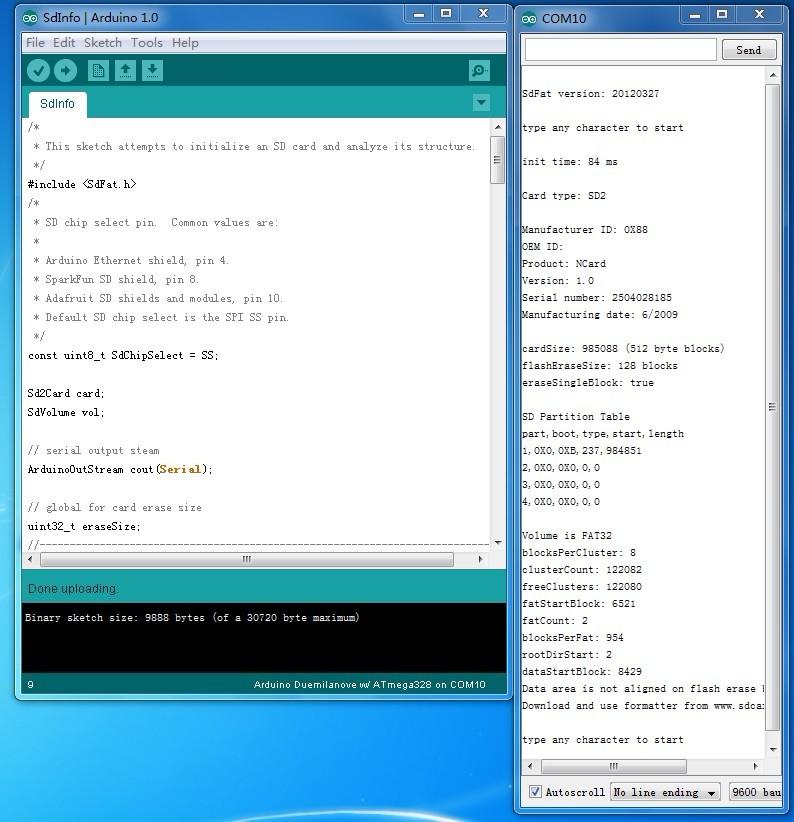 SdInfo | Arduino 1.0
File Edit Sketch Tools Help
SdInfo
/*
* This sketch attempts to initialize an SD card and analyze its structure.
*/
#include <SdFat.h>
/*
* SD chip select pin.  Common values are:
*
* Arduino Ethernet shield, pin 4.
* SparkFun SD shield, pin 8.
* Adafruit SD shields and modules, pin 10.
* Default SD chip select is the SPI SS pin.
*/
const uint8_t SdChipSelect = SS;
Sd2Card card;
SdVolume vol;
// serial output steam
ArduinoOutStream cout(Serial);
// global for card erase size
uint32_t eraseSize;
//------------------------------------------------------------------------------
Done uploading.
Binary sketch size: 9888 bytes (of a 30720 byte maximum)
9
Arduino Duemilanove w/ ATmega328 on COM10
COM10
Send
SdFat version: 20120327
type any character to start
init time: 84 ms
Card type: SD2
Manufacturer ID: 0X88
OEM ID:
Product: NCard
Version: 1.0
Serial number: 2504028185
Manufacturing date: 6/2009
cardSize: 985088 (512 byte blocks)
flashEraseSize: 128 blocks
eraseSingleBlock: true
SD Partition Table
part,boot,type,start,length
1,0X0,0XB,237,984851
2,0X0,0X0,0,0
3,0X0,0X0,0,0
4,0X0,0X0,0,0
Volume is FAT32
blocksPerCluster: 8
clusterCount: 122082
freeClusters: 122080
fatStartBlock: 6521
fatCount: 2
blocksPerFat: 954
rootDirStart: 2
dataStartBlock: 8429
Data area is not aligned on flash erase
Download and use formatter from www.sdca
type any character to start
Autoscroll
No line ending
9600 bau